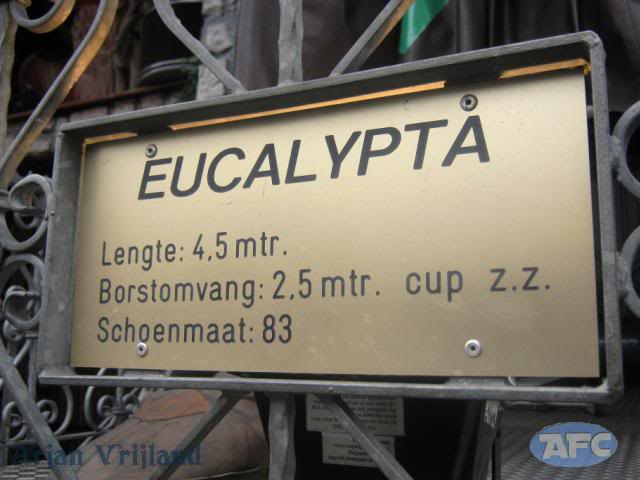 EUCALYPTA
Lengte: 4,5 mtr.
Borstomvang: 2,5 mtr. cup z.z.
Schoenmaat: 83
Arjan Vrijland
AFC